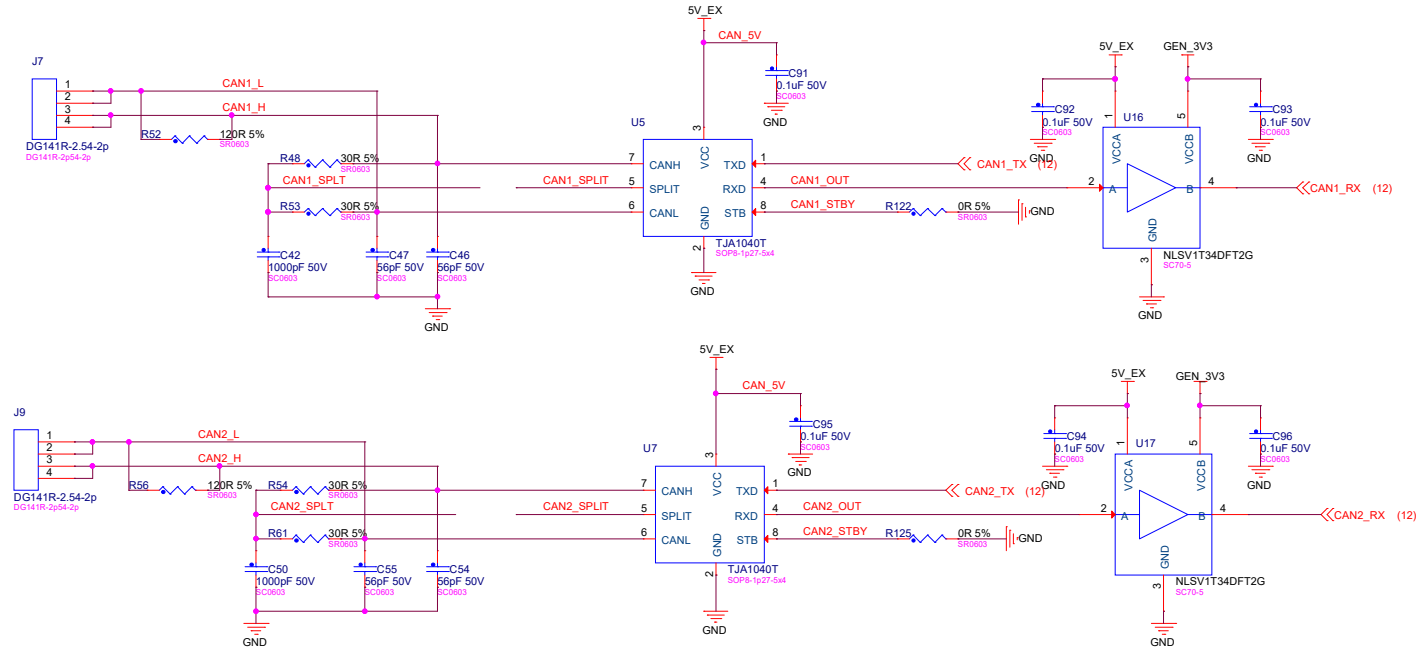 5V_EX
CAN_5V
C91
0.1uF 50V
SC0603
GND
J7
1
2
3
4
DG141R-2.54-2p
DG141R-2p54-2p
CAN1_L
CAN1_H
R52
120R 5%
SR0603
R48
30R 5%
SR0603
CAN1_SPLT
CAN1_SPLIT
R53
30R 5%
SR0603
C42
1000pF 50V
SC0603
C47
56pF 50V
SC0603
C46
56pF 50V
SC0603
GND
U5
3
VCC
7
CANH
5
SPLIT
6
CANL
TXD
1
RXD
4
STB
8
GND
2
TJA1040T
SOP8-1p27-5x4
GND
CAN1_TX (12)
CAN1_OUT
CAN1_STBY
R122
0R 5%
SR0603
GND
5V_EX
GEN_3V3
C92
0.1uF 50V
SC0603
GND
C93
0.1uF 50V
SC0603
GND
U16
1
5
VCCA
VCCB
2
A
B
4
GND
3
NLSV1T34DFT2G
SC70-5
GND
CAN1_RX (12)
5V_EX
CAN_5V
C95
0.1uF 50V
SC0603
GND
J9
1
2
3
4
DG141R-2.54-2p
DG141R-2p54-2p
CAN2_L
CAN2_H
R56
120R 5%
SR0603
R54
30R 5%
SR0603
CAN2_SPLT
CAN2_SPLIT
R61
30R 5%
SR0603
C50
1000pF 50V
SC0603
C55
56pF 50V
SC0603
C54
56pF 50V
SC0603
GND
U7
3
VCC
7
CANH
5
SPLIT
6
CANL
TXD
1
RXD
4
STB
8
GND
2
TJA1040T
SOP8-1p27-5x4
GND
CAN2_TX (12)
CAN2_OUT
CAN2_STBY
R125
0R 5%
SR0603
GND
5V_EX
GEN_3V3
C94
0.1uF 50V
SC0603
GND
C96
0.1uF 50V
SC0603
GND
U17
1
5
VCCA
VCCB
2
A
B
4
GND
3
NLSV1T34DFT2G
SC70-5
GND
CAN2_RX (12)